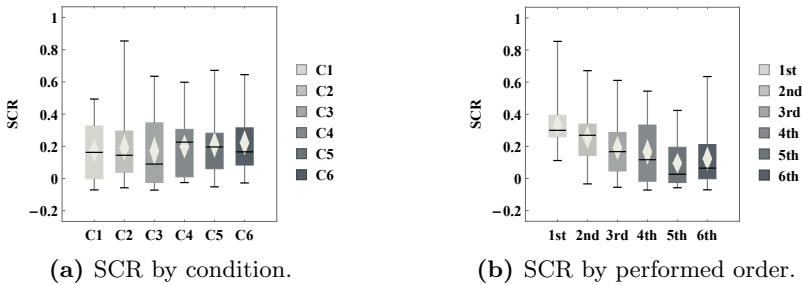 1
0.8
0.6
0.4
0.2
0
−0.2
SCR
C1 C2 C3 C4 C5 C6
C1
C2
C3
C4
C5
C6
(a) SCR by condition.
1
0.8
0.6
0.4
0.2
0
−0.2
SCR
1st 2nd 3rd 4th 5th 6th
1st
2nd
3rd
4th
5th
6th
(b) SCR by performed order.